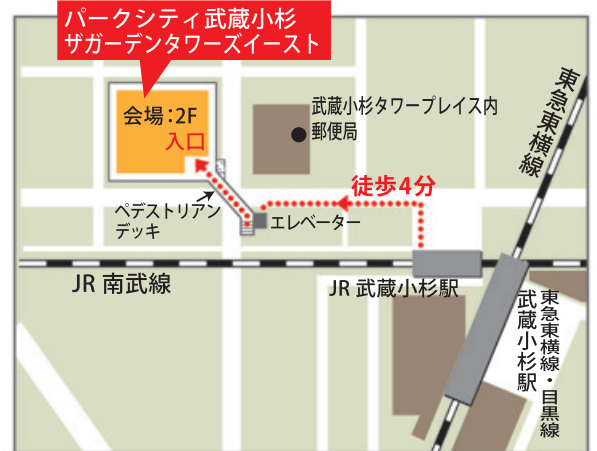 パークシティ武蔵小杉
ザガーデンタワーズイースト
会場：2F
入口
武蔵小杉タワープレイス内
郵便局
東急東横線
徒歩4分
ペデストリアン
デッキ
エレベーター
JR 南武線
JR 武蔵小杉駅
東急東横線・目黒線
武蔵小杉駅